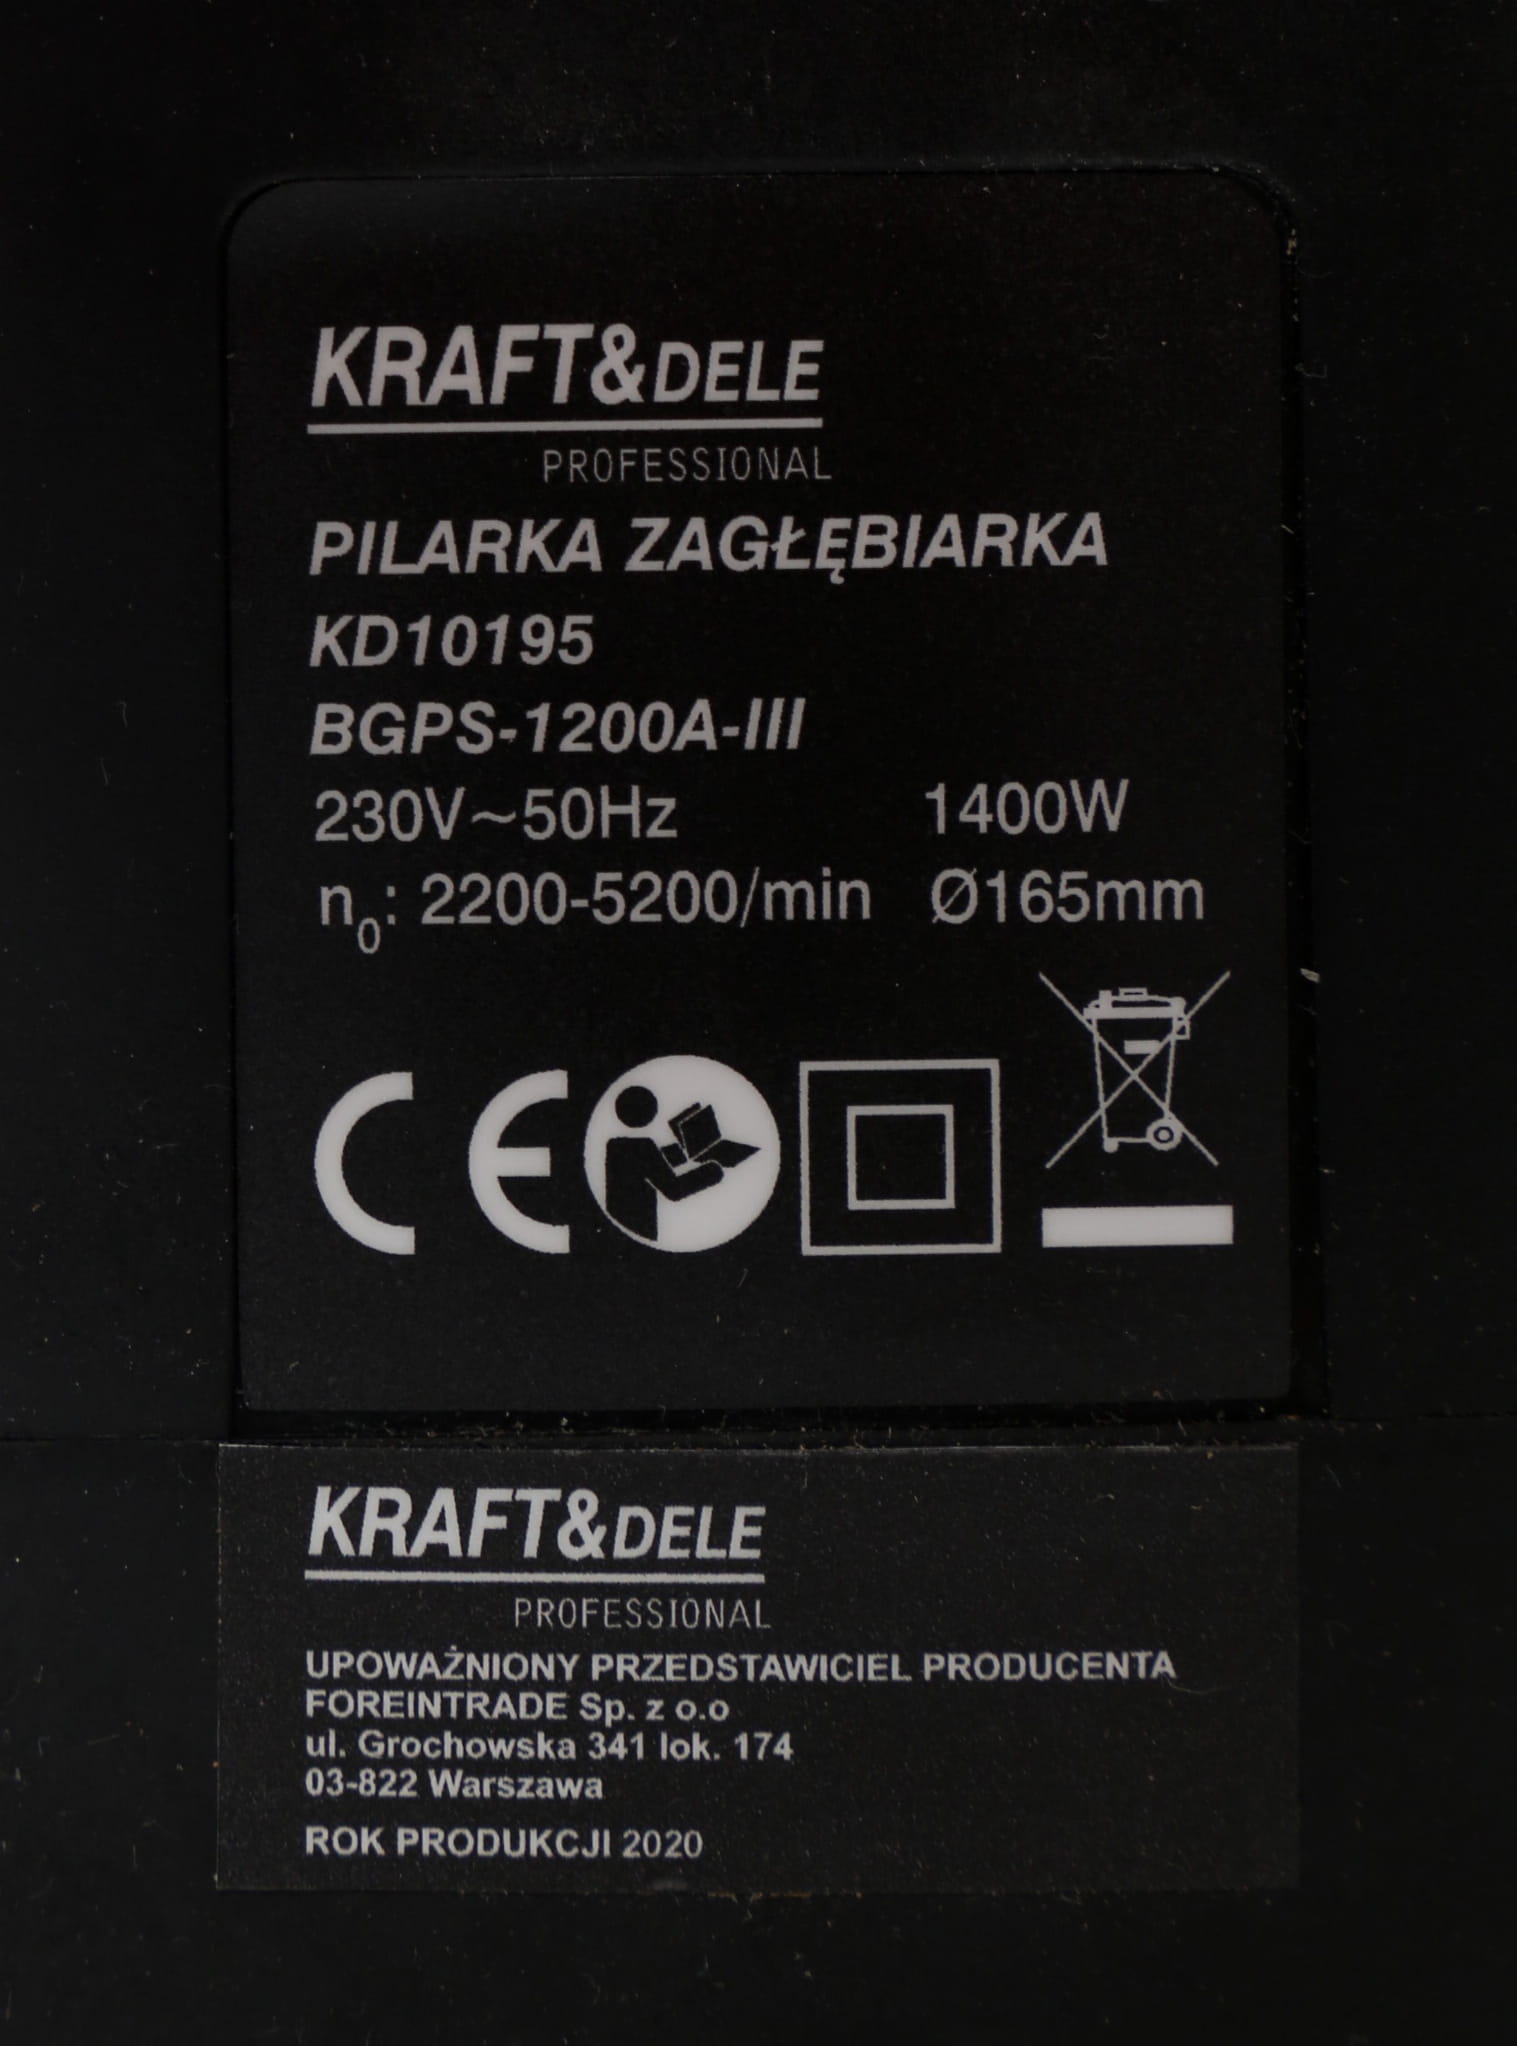 KRAFT&DELE
PROFESSIONAL
PILARKA ZAGŁĘBIARKA
KD10195
BGPS-1200A-III
230V~50Hz 1400W
n₀: 2200-5200/min Ø165mm
CE
KRAFT&DELE
PROFESSIONAL
UPOWAŻNIONY PRZEDSTAWICIEL PRODUCENTA
FOREINTRADE Sp. z o.o
ul. Grochowska 341 lok. 174
03-822 Warszawa
ROK PRODUKCJI 2020